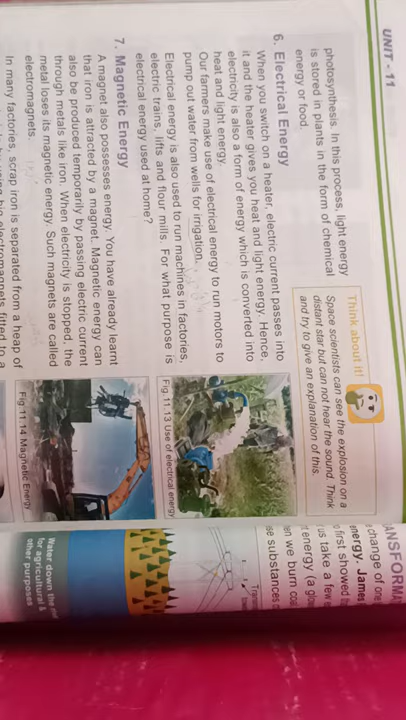 UNIT - 11
photosynthesis. In this process, light energy
is stored in plants in the form of chemical
energy or food.
Think about it!
Space scientists can see the explosion on a
distant star but can not hear the sound. Think
and try to give an explanation of this.
6. Electrical Energy
When you switch on a heater, electric current passes into
it and the heater gives you heat and light energy. Hence,
electricity is also a form of energy which is converted into
heat and light energy.
Our farmers make use of electrical energy to run motors to
pump out water from wells for irrigation.
Electrical energy is also used to run machines in factories,
electric trains, lifts and flour mills. For what purpose is
electrical energy used at home?
Fig 11.13 Use of electrical energy
7. Magnetic Energy
A magnet also possesses energy. You have already learnt
that iron is attracted by a magnet. Magnetic energy can
also be produced temporarily by passing electric current
through metals like iron. When electricity is stopped, the
metal loses its magnetic energy. Such magnets are called
electromagnets.
Fig 11.14 Magnetic Energy
In many factories, scrap iron is separated from a heap of
big electromagnets fitted to a
change of one
energy. James
first showed
us take a few
energy (a
we burn
substances
Water down the
for agricultural &
other purposes